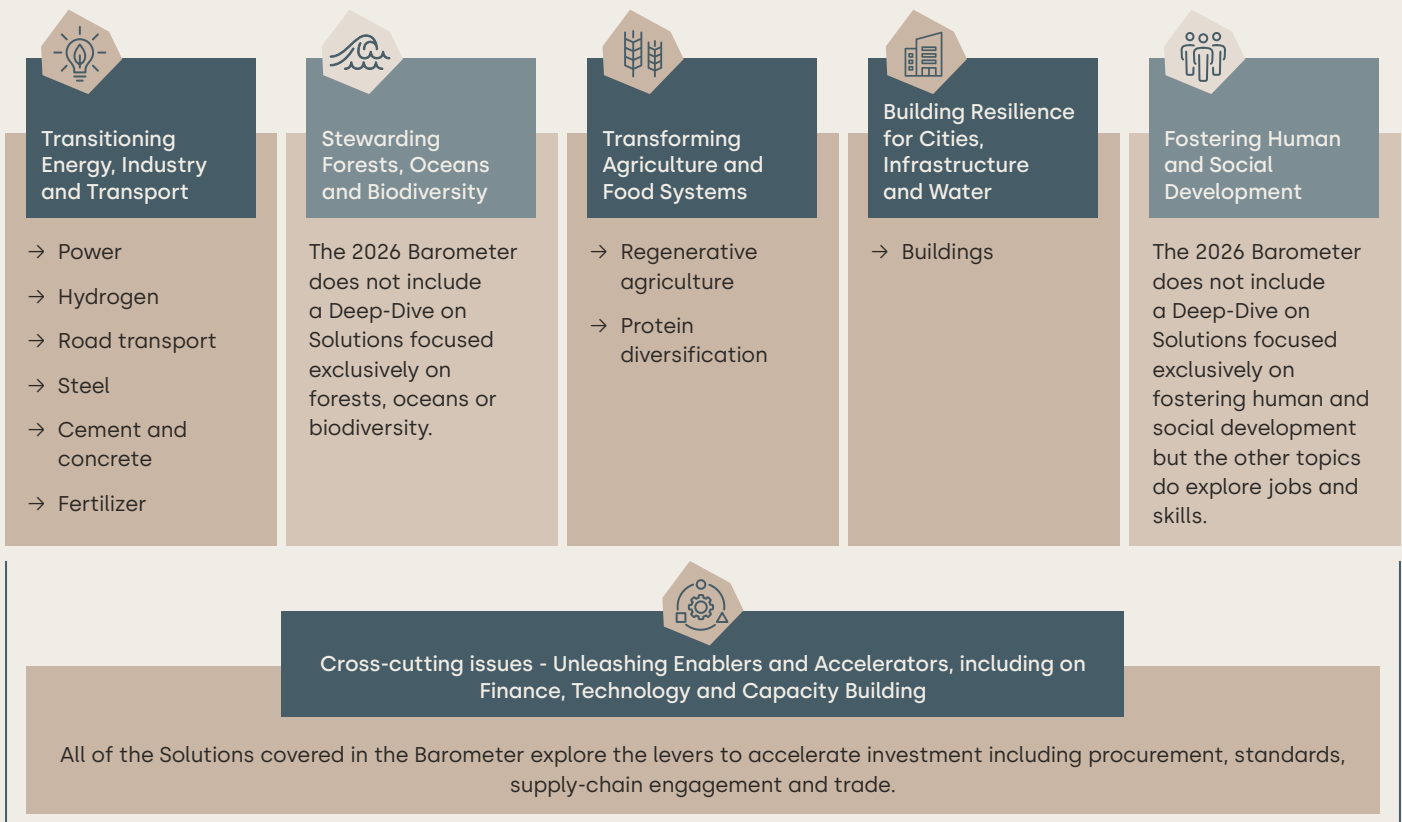 Transitioning
Energy, Industry
and Transport
→ Power
→ Hydrogen
→ Road transport
→ Steel
→ Cement and
concrete
→ Fertilizer
Stewarding
Forests, Oceans
and Biodiversity
The 2026 Barometer
does not include
a Deep-Dive on
Solutions focused
exclusively on
forests, oceans or
biodiversity.
Transforming
Agriculture and
Food Systems
→ Regenerative
agriculture
→ Protein
diversification
Building Resilience
for Cities,
Infrastructure
and Water
→ Buildings
Fostering Human
and Social
Development
The 2026 Barometer
does not include
a Deep-Dive on
Solutions focused
exclusively on
fostering human and
social development
but the other topics
do explore jobs and
skills.
Cross-cutting issues - Unleashing Enablers and Accelerators, including on
Finance, Technology and Capacity Building
All of the Solutions covered in the Barometer explore the levers to accelerate investment including procurement, standards,
supply-chain engagement and trade.